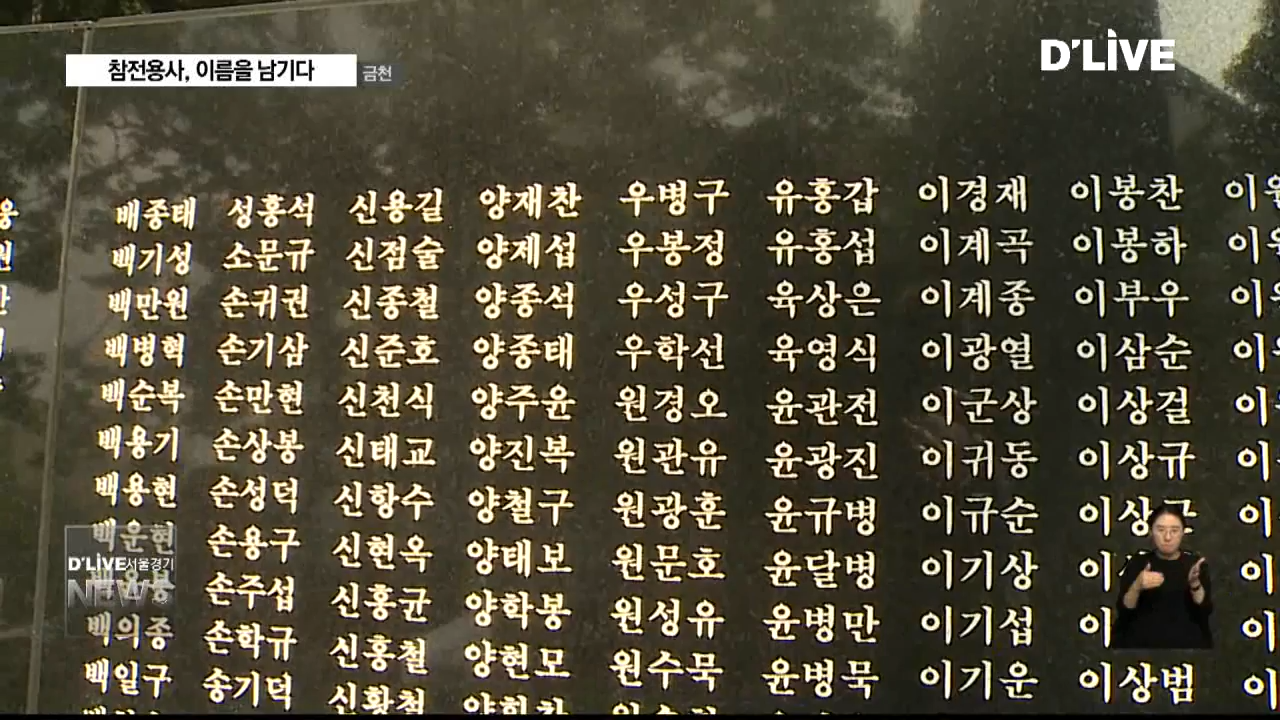 D'LIVE
참전용사, 이름을 남기다 금천
배종태 성홍석 신용길 양재찬 우병구 유홍갑 이경재 이봉찬
백기성 소문규 신점술 양제섭 우봉정 유홍섭 이계곡 이봉하
백만원 손귀권 신종철 양종석 우성구 육상은 이계종 이부우
백병혁 손기삼 신준호 양종태 우학선 육영식 이광열 이삼순
백순복 손만현 신천식 양주윤 원경오 윤관전 이군상 이상걸
백용기 손상봉 신태교 양진복 원관유 윤광진 이귀동 이상규
백용현 손성덕 신항수 양철구 원광훈 윤규병 이규순
백운현 손용구 신현옥 양태보 원문호 윤달병 이기상
손주섭 신홍균 양학봉 원성유 윤병만 이기섭
백의종 손학규 신홍철 양현모 원수묵 윤병묵 이기운 이상범
백일구 송기덕 신황철
D'LIVE서울경기
NEWS